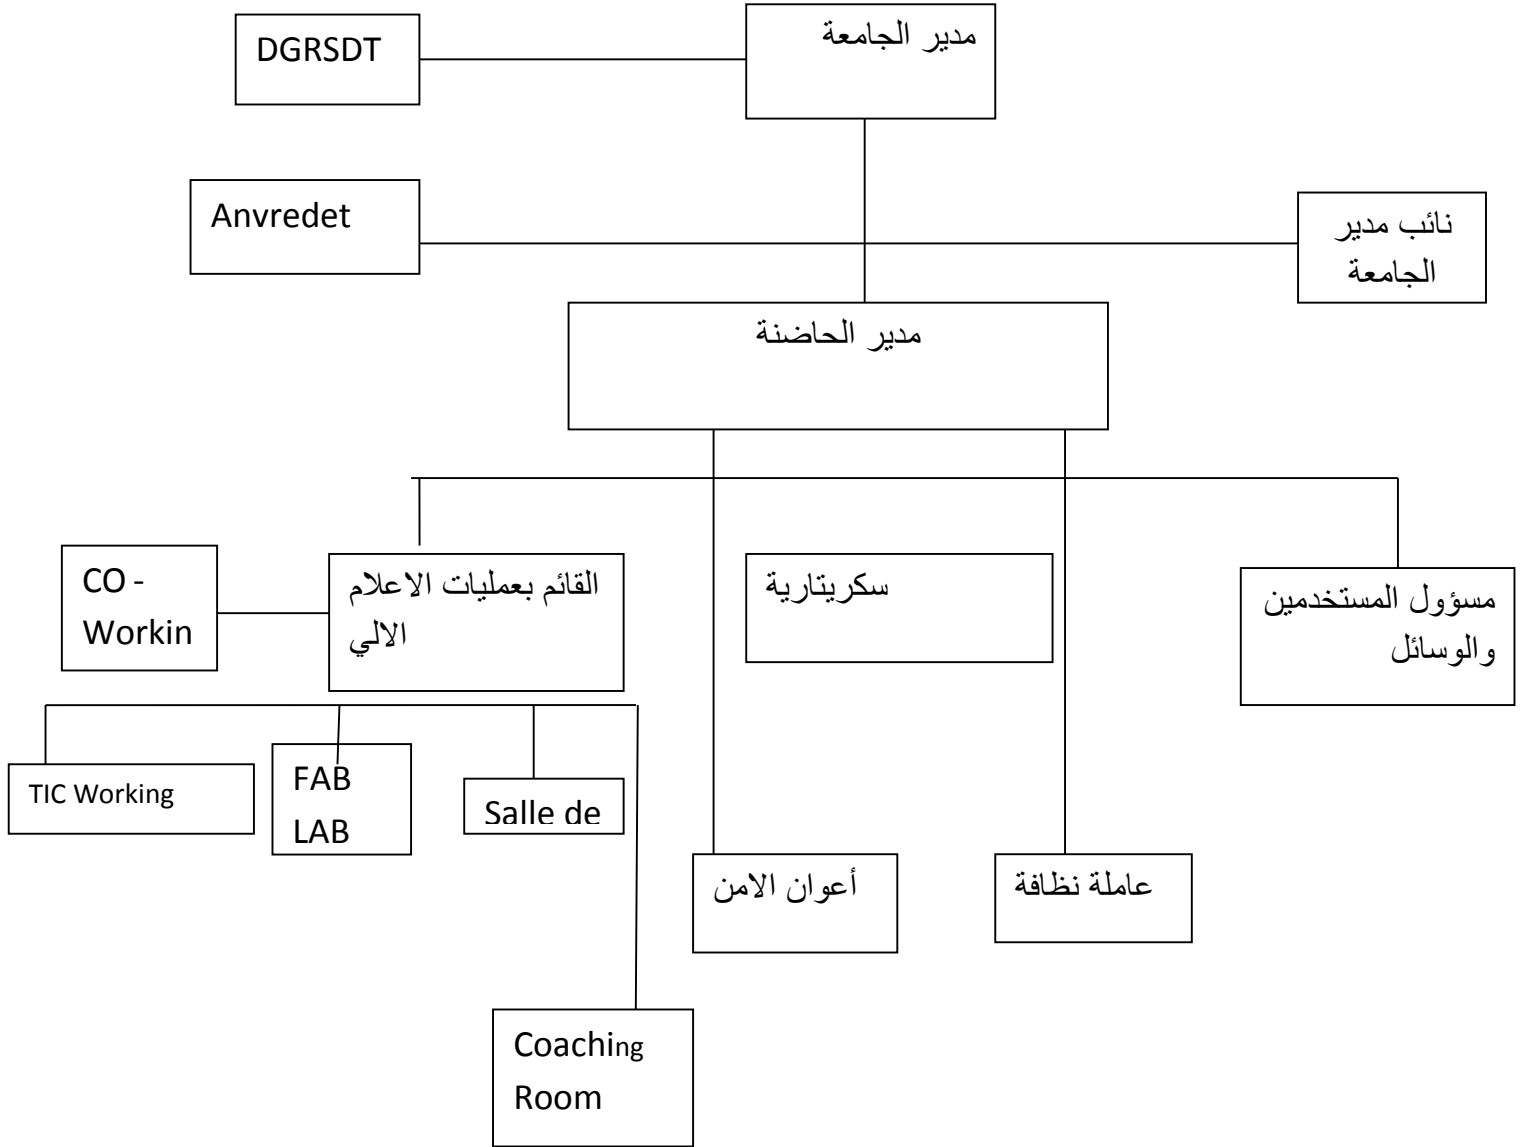 DGRSDT
مدير الجامعة
Anvredet
نائب مدير
الجامعة
مدير الحاضنة
CO -
Workin
القائم بعمليات الاعلام
الالي
سكريتارية
مسؤول المستخدمين
والوسائل
TIC Working
FAB
LAB
Salle de
أعوان الامن
عاملة نظافة
Coaching
Room